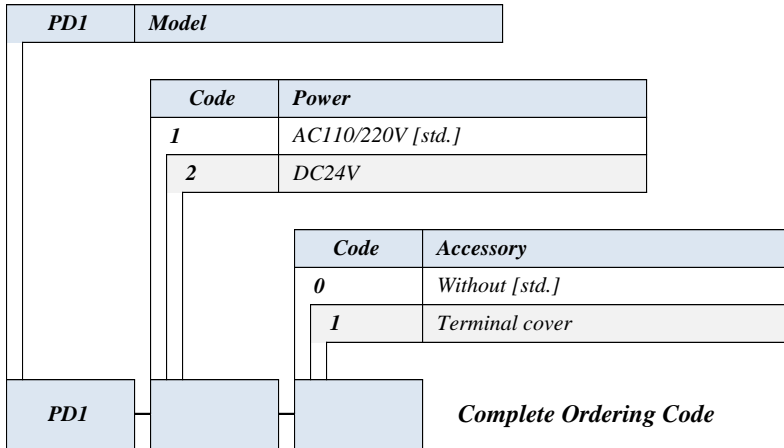 PD1 Model
Code Power
1 AC110/220V [std.]
2 DC24V
Code Accessory
0 Without [std.]
1 Terminal cover
PD1 Complete Ordering Code